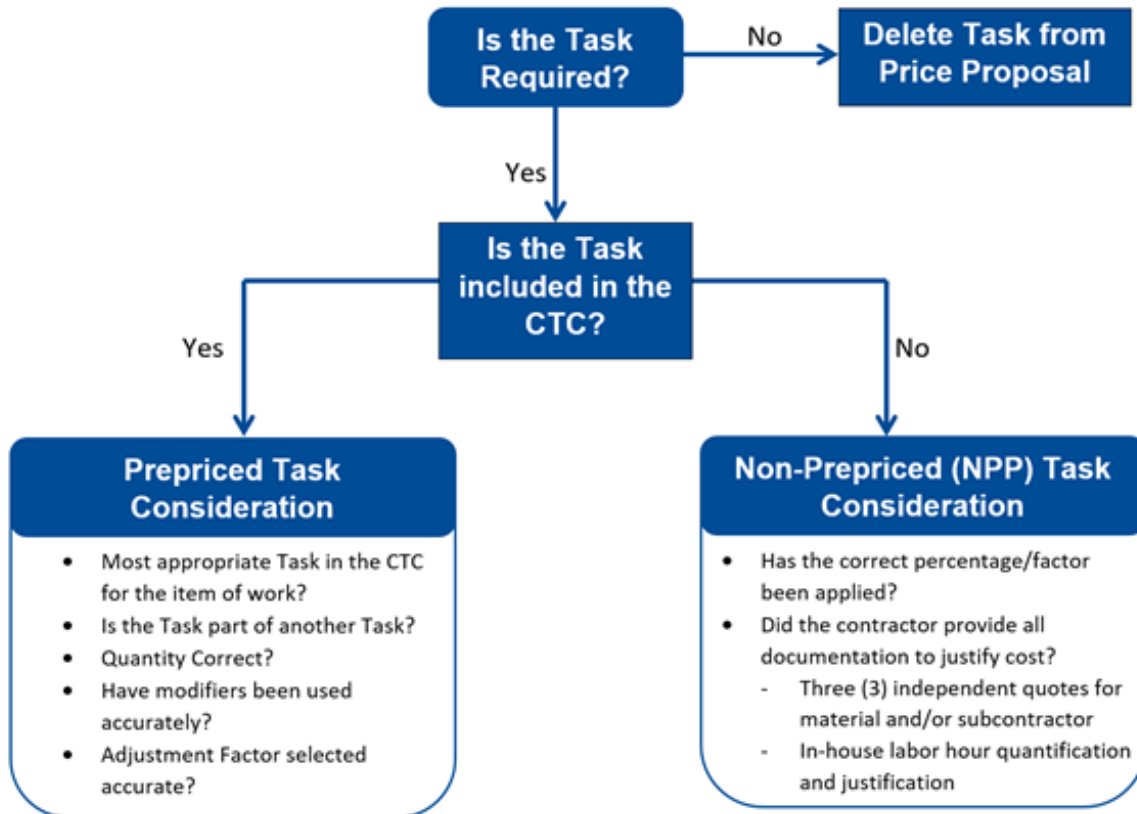 Is the Task
Required?
No
Delete Task from
Price Proposal
Yes
Is the Task
included in the
CTC?
Yes
No
Prepriced Task
Consideration
• Most appropriate Task in the CTC
for the item of work?
• Is the Task part of another Task?
• Quantity Correct?
• Have modifiers been used
accurately?
• Adjustment Factor selected
accurate?
Non-Prepriced (NPP) Task
Consideration
• Has the correct percentage/factor
been applied?
• Did the contractor provide all
documentation to justify cost?
- Three (3) independent quotes for
material and/or subcontractor
- In-house labor hour quantification
and justification